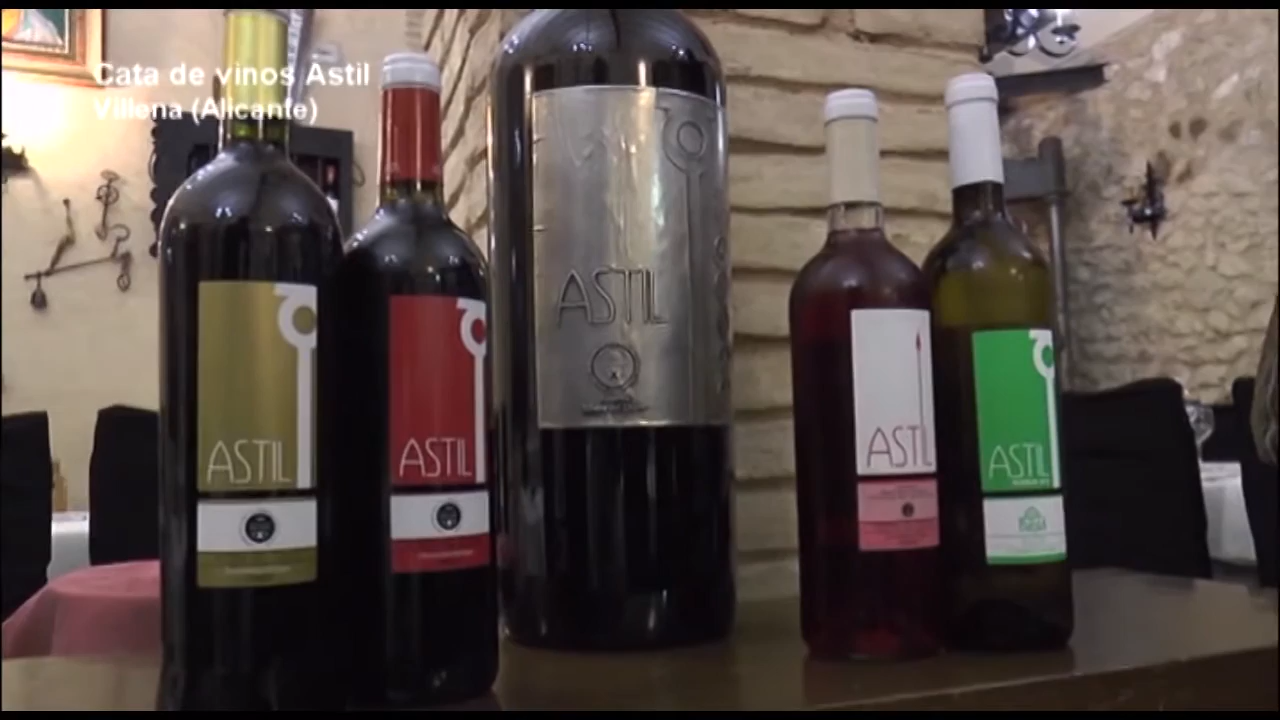 Cata de vinos Astil
Villena (Alicante)
ASTIL
ASTIL
ASTIL
ASTIL
ASTIL